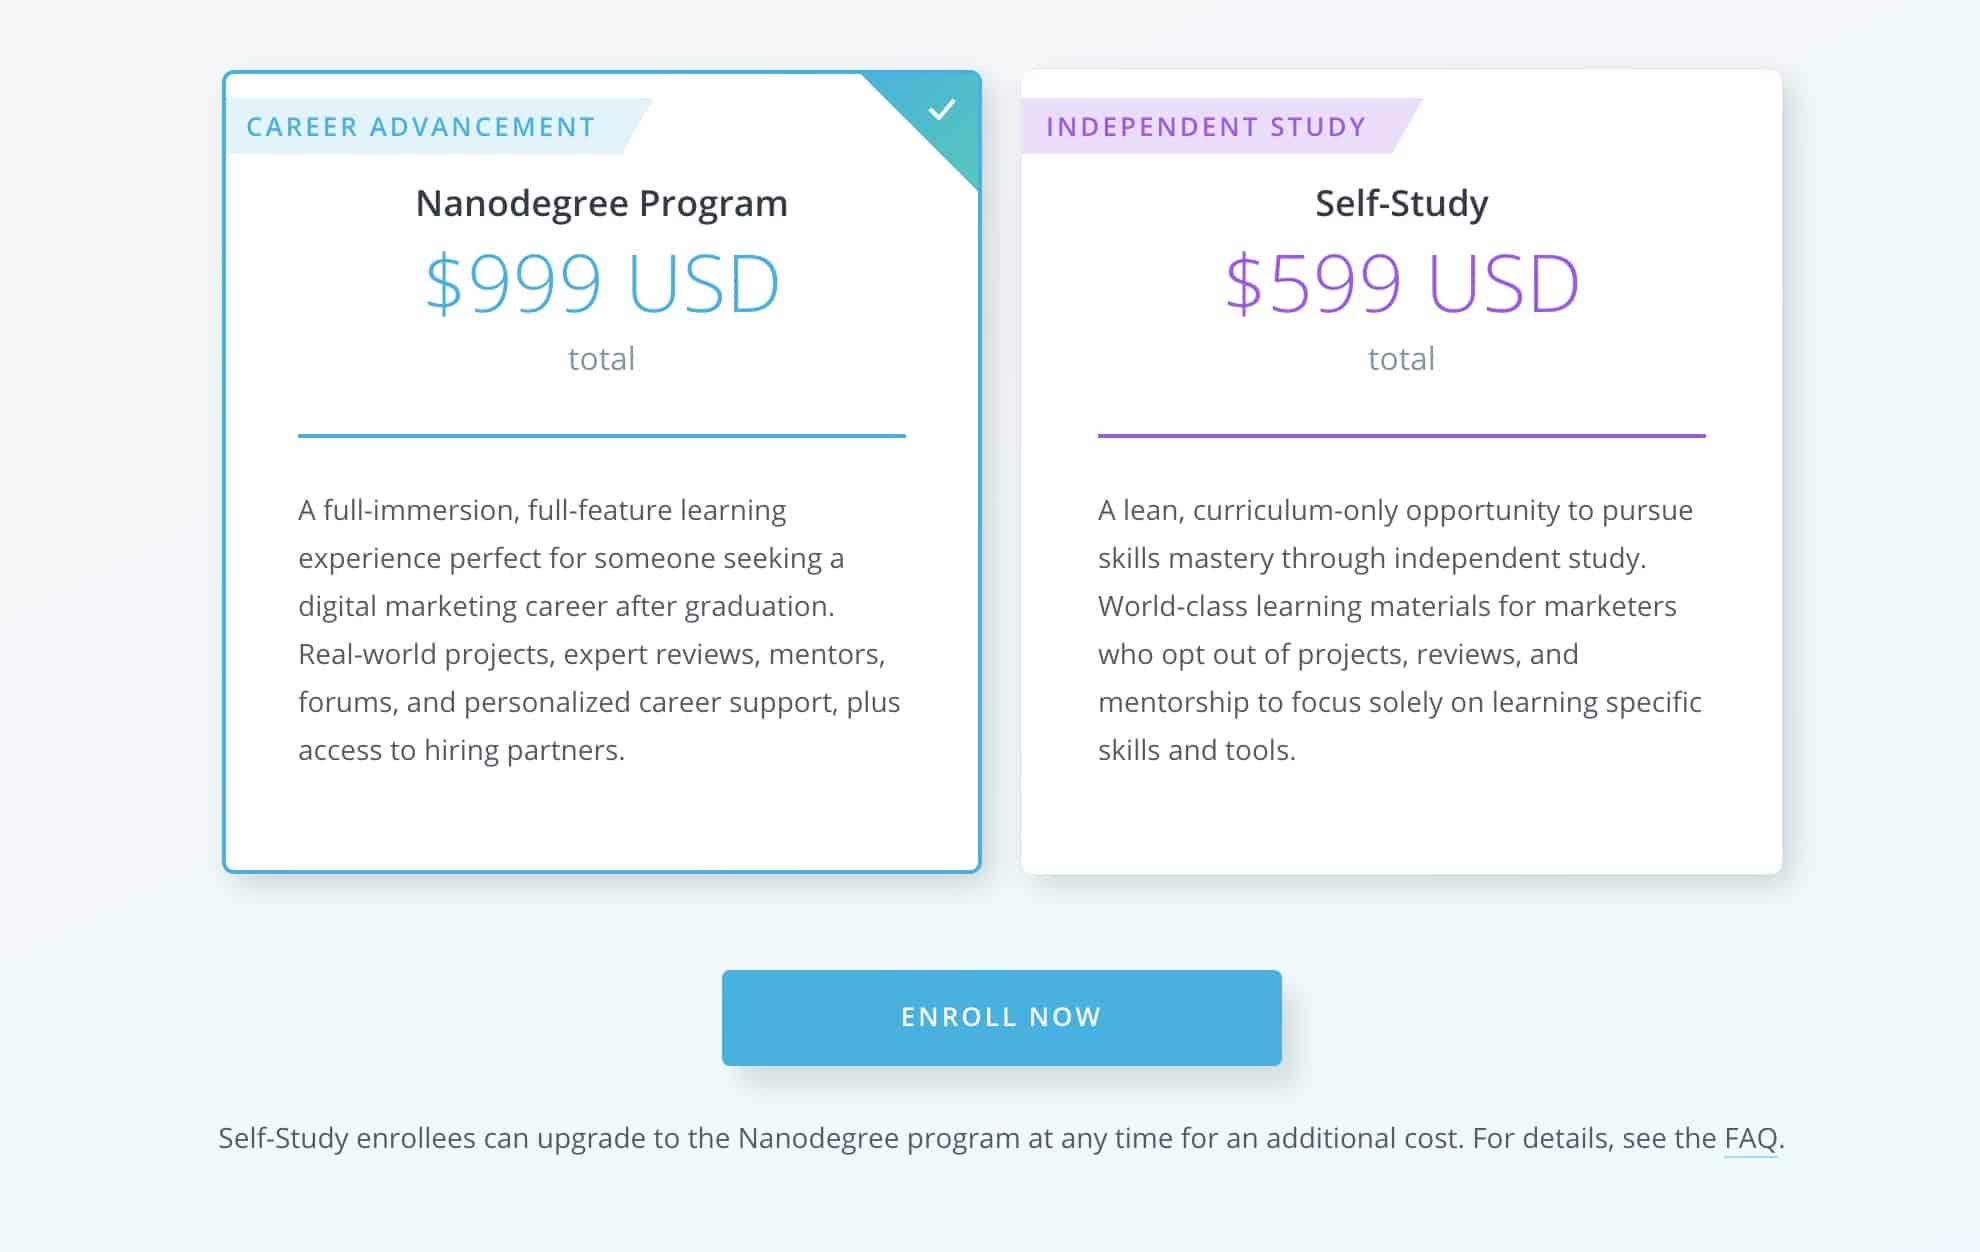 CAREER ADVANCEMENT
Nanodegree Program
$999 USD
total
A full-immersion, full-feature learning
experience perfect for someone seeking a
digital marketing career after graduation.
Real-world projects, expert reviews, mentors,
forums, and personalized career support, plus
access to hiring partners.
INDEPENDENT STUDY
Self-Study
$599 USD
total
A lean, curriculum-only opportunity to pursue
skills mastery through independent study.
World-class learning materials for marketers
who opt out of projects, reviews, and
mentorship to focus solely on learning specific
skills and tools.
ENROLL NOW
Self-Study enrollees can upgrade to the Nanodegree program at any time for an additional cost. For details, see the FAQ.